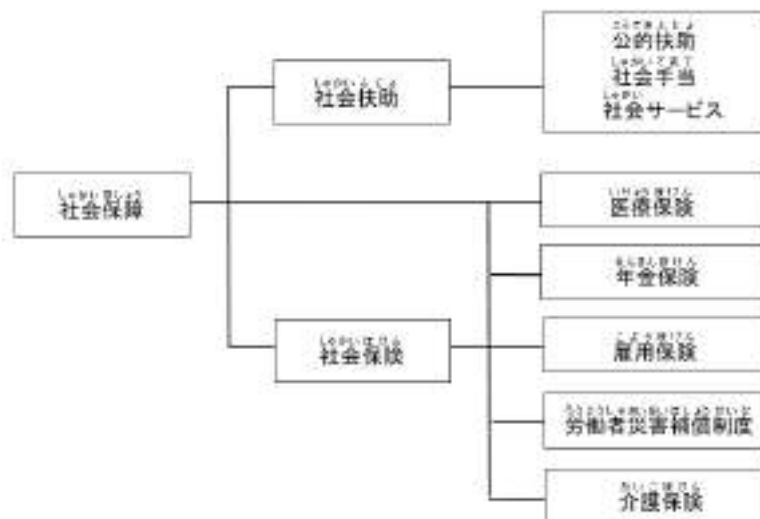 公的扶助
社会手当
社会サービス
社会扶助
社会保障
医療保険
年金保険
社会保険
雇用保険
労働者災害補償制度
介護保険